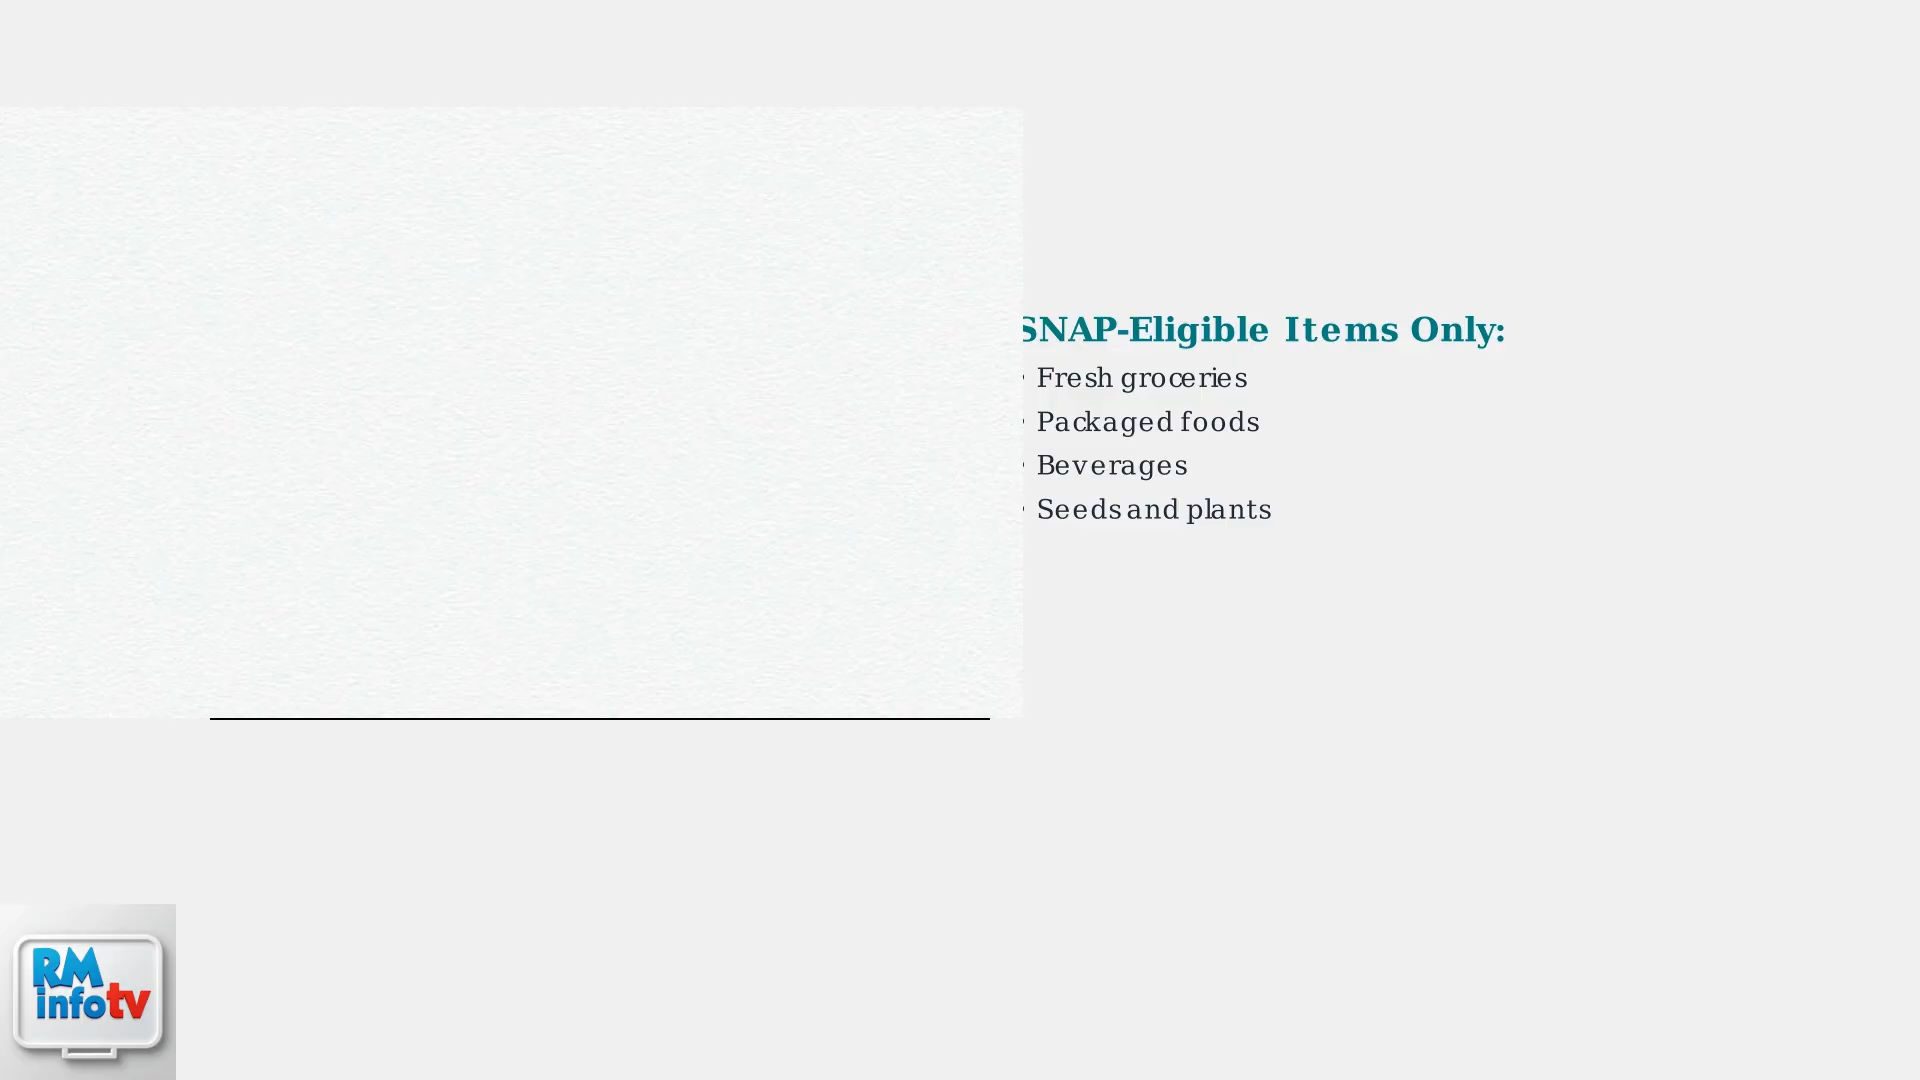 SNAP-Eligible Items Only:
• Fresh groceries
• Packaged foods
• Beverages
• Seeds and plants
RM
infotv